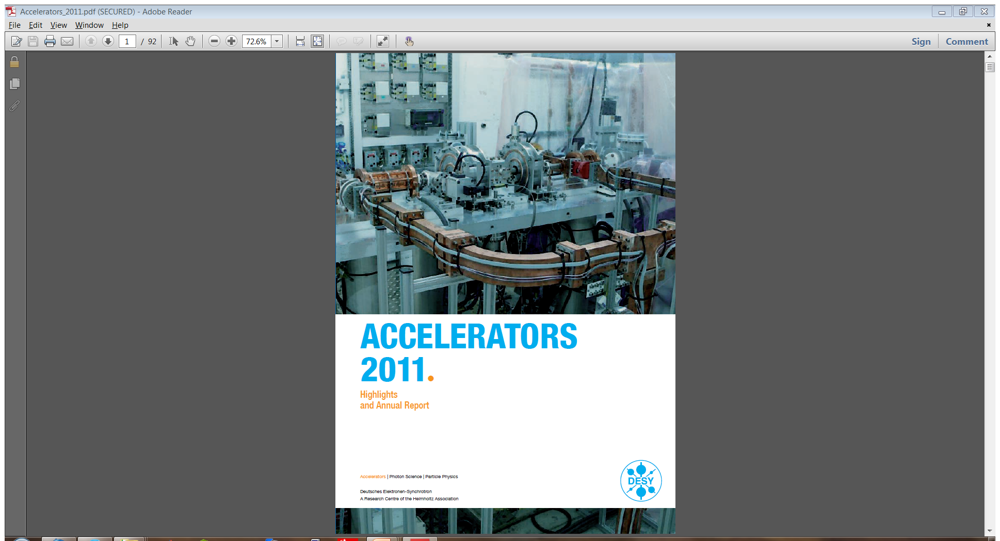 Accelerators_2011.pdf (SECURED) - Adobe Reader
File Edit View Window Help
1 / 92 72.6% Sign Comment
ACCELERATORS
2011.
Highlights
and Annual Report
Accelerators | Photon Science | Particle Physics
DESY
Deutsches Elektronen-Synchrotron
A Research Centre of the Helmholtz Association